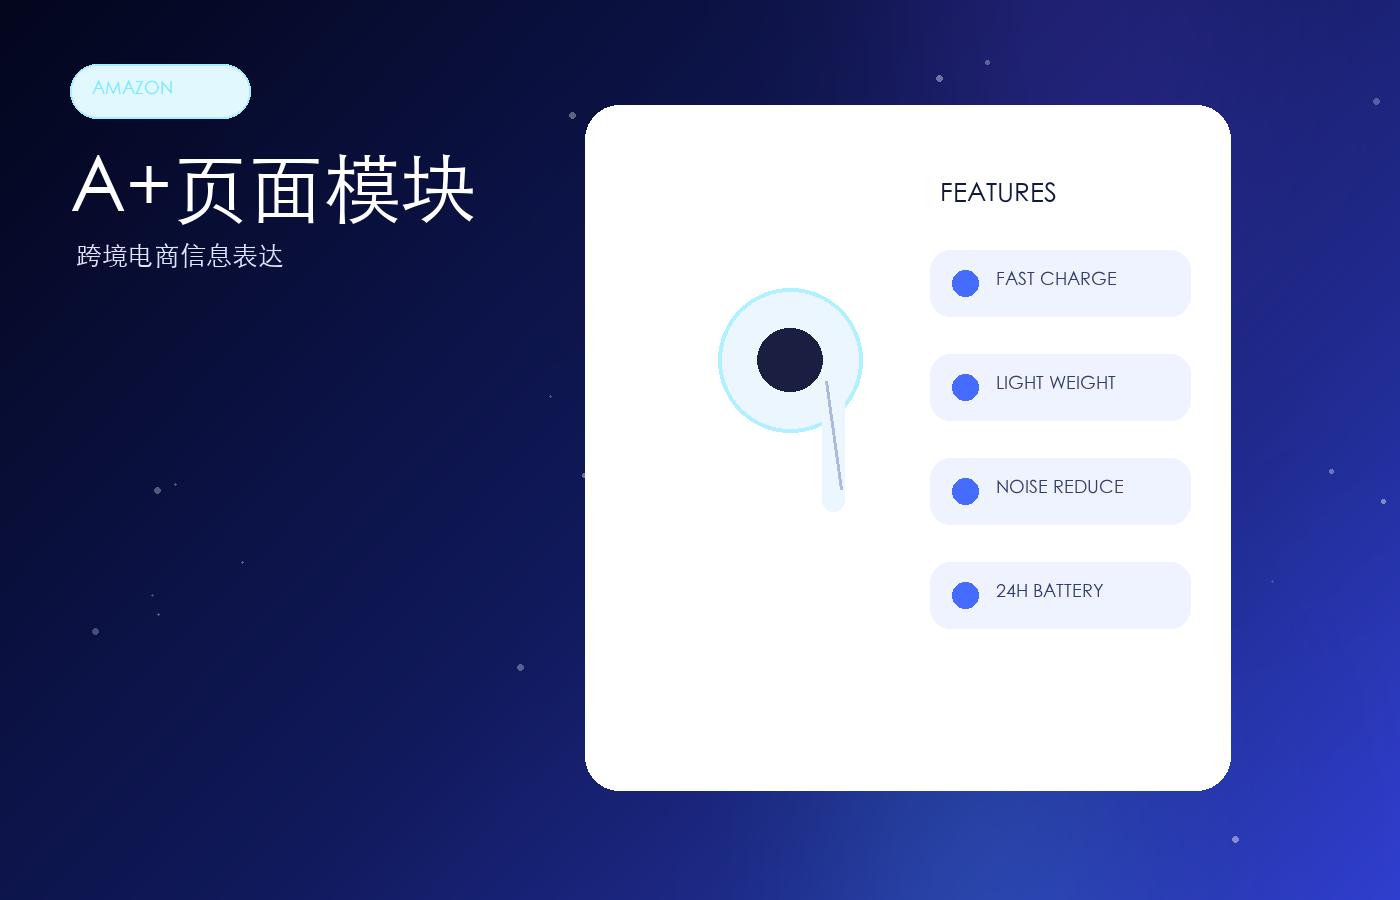 AMAZON
A+页面模块
跨境电商信息表达
FEATURES
FAST CHARGE
LIGHT WEIGHT
NOISE REDUCE
24H BATTERY